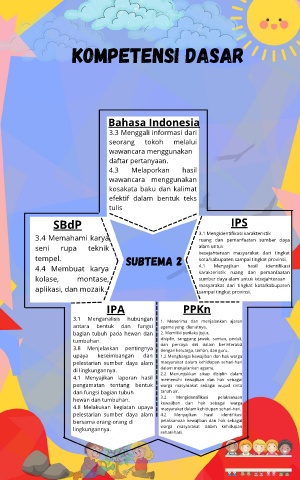 KOMPETENSI DASAR
Bahasa Indonesia
3.3 Menggali informasi dari
seorang tokoh melalui
wawancara menggunakan
daftar pertanyaan.
4.3 Melaporkan hasil
wawancara menggunakan
kosakata baku dan kalimat
efektif dalam bentuk teks
tulis
SBdP
3.4 Memahami karya
seni rupa teknik
tempel.
4.4 Membuat karya
kolase, montase,
aplikasi, dan mozaik.
SUBTEMA 2
IPS
3.1 Mengidentifikasi karakteristik
ruang dan pemanfaatan sumber daya
alam untuk
kesejahteraan masyarakat dari tingkat
kota/kabupaten sampai tingkat provinsi.
4.1 Menyajikan hasil identifikasi
karakteristik ruang dan pemanfaatan
sumber daya alam untuk kesejahteraan
masyarakat dari tingkat kota/kabupaten
sampai tingkat provinsi.
IPA
3.1 Menganalisis hubungan
antara bentuk dan fungsi
bagian tubuh pada hewan dan
tumbuhan.
3.8 Menjelaskan pentingnya
upaya keseimbangan dan
pelestarian sumber daya alam
di lingkungannya.
4.1 Menyajikan laporan hasil
pengamatan tentang bentuk
dan fungsi bagian tubuh
hewan dan tumbuhan.
4.8 Melakukan kegiatan upaya
pelestarian sumber daya alam
bersama orang-orang di
lingkungannya.
PPKn
1. Menerima dan menjalankan ajaran
agama yang dianutnya.
2. Memiliki perilaku jujur,
disiplin, tanggung jawab, santun, peduli,
dan percaya diri dalam berinteraksi
dengan keluarga, teman, dan guru.
1.2 Menghargai kewajiban dan hak warga
masyarakat dalam kehidupan sehari-hari
dalam menjalankan agama.
2.2 Menunjukkan sikap disiplin dalam
memenuhi kewajiban dan hak sebagai
warga masyarakat sebagai wujud cinta
tanah air.
3.2 Mengidentifikasi pelaksanaan
kewajiban dan hak sebagai warga
masyarakat dalam kehidupan sehari-hari.
4.2 Menyajikan hasil identifikasi
pelaksanaan kewajiban dan hak sebagai
warga masyarakat dalam kehidupan
sehari-hari.